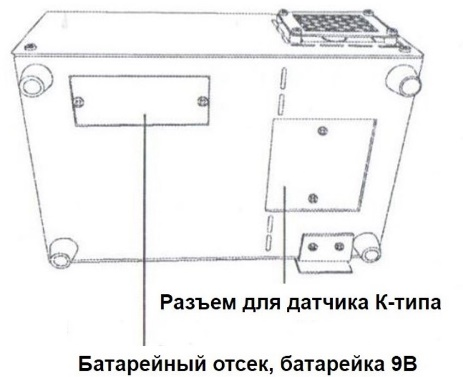 Разъем для датчика К-типа
Батарейный отсек, батарейка 9В